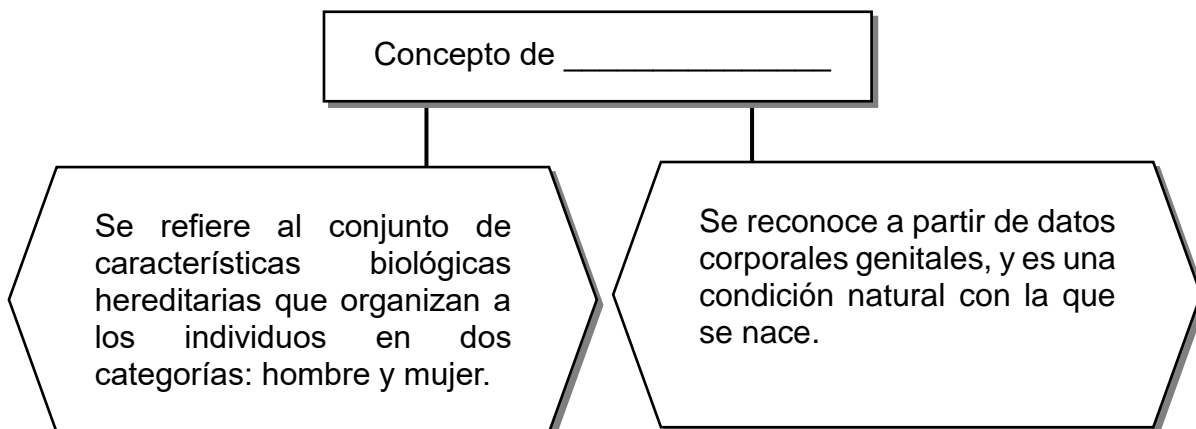 Concepto de _______________
Se refiere al conjunto de
características biológicas
hereditarias que organizan a
los individuos en dos
categorías: hombre y mujer.
Se reconoce a partir de datos
corporales genitales, y es una
condición natural con la que
se nace.